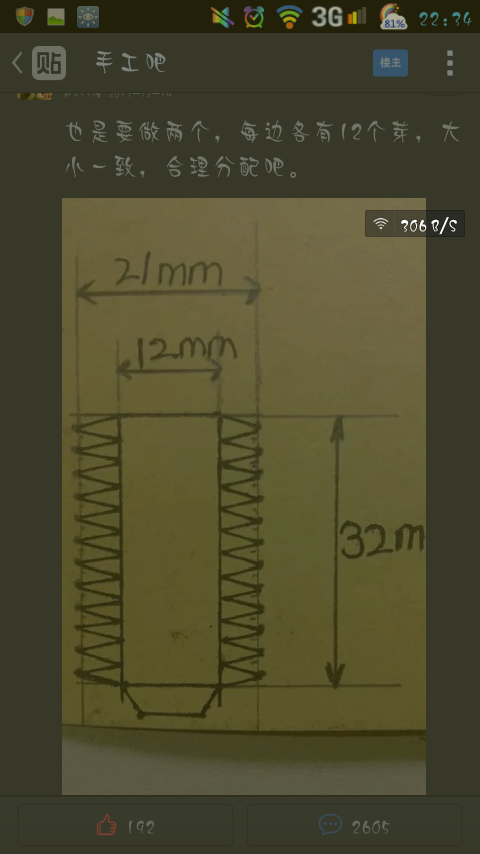 3G
81%
22:34
贴
手工吧
楼主
也是要做两个，每边各有12个芽，大
小一致，合理分配吧。
306 B/S
21mm
12mm
32m
192
2605